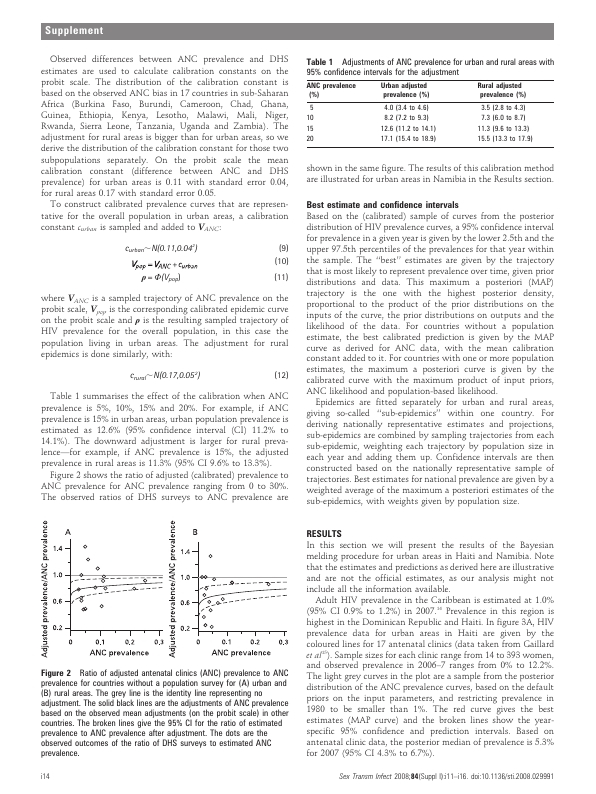 Supplement
Observed differences between ANC prevalence and DHS
estimates are used to calculate calibration constants on the
probit scale. The distribution of the calibration constant is
based on the observed ANC bias in 17 countries in sub-Saharan
Africa (Burkina Faso, Burundi, Cameroon, Chad, Ghana,
Guinea, Ethiopia, Kenya, Lesotho, Malawi, Mali, Niger,
Rwanda, Sierra Leone, Tanzania, Uganda and Zambia). The
adjustment for rural areas is bigger than for urban areas, so we
derive the distribution of the calibration constant for those two
subpopulations separately. On the probit scale the mean
calibration constant (difference between ANC and DHS
prevalence) for urban areas is 0.11 with standard error 0.04,
for rural areas 0.17 with standard error 0.05.
To construct calibrated prevalence curves that are represen-
tative for the overall population in urban areas, a calibration
constant c_urban is sampled and added to V_ANC:
c_urban~N(0.11,0.04²) (9)
V_pop = V_ANC + c_urban (10)
p = Φ(V_pop) (11)
where V_ANC is a sampled trajectory of ANC prevalence on the
probit scale, V_pop is the corresponding calibrated epidemic curve
on the probit scale and p is the resulting sampled trajectory of
HIV prevalence for the overall population, in this case the
population living in urban areas. The adjustment for rural
epidemics is done similarly, with:
c_rural~N(0.17,0.05²) (12)
Table 1 summarises the effect of the calibration when ANC
prevalence is 5%, 10%, 15% and 20%. For example, if ANC
prevalence is 15% in urban areas, urban population prevalence is
estimated as 12.6% (95% confidence interval (CI) 11.2% to
14.1%). The downward adjustment is larger for rural preva-
lence—for example, if ANC prevalence is 15%, the adjusted
prevalence in rural areas is 11.3% (95% CI 9.6% to 13.3%).
Figure 2 shows the ratio of adjusted (calibrated) prevalence to
ANC prevalence for ANC prevalence ranging from 0 to 30%.
The observed ratios of DHS surveys to ANC prevalence are
A
Adjusted prevalence/ANC prevalence
1.4
1.0
0.6
0.2
0 0,1 0,2 0,3
ANC prevalence
B
Adjusted prevalence/ANC prevalence
1.4
1.0
0.6
0.2
0 0,1 0,2 0,3
ANC prevalence
Figure 2 Ratio of adjusted antenatal clinics (ANC) prevalence to ANC
prevalence for countries without a population survey for (A) urban and
(B) rural areas. The grey line is the identity line representing no
adjustment. The solid black lines are the adjustments of ANC prevalence
based on the observed mean adjustments (on the probit scale) in other
countries. The broken lines give the 95% CI for the ratio of estimated
prevalence to ANC prevalence after adjustment. The dots are the
observed outcomes of the ratio of DHS surveys to estimated ANC
prevalence.
Table 1 Adjustments of ANC prevalence for urban and rural areas with
95% confidence intervals for the adjustment
ANC prevalence Urban adjusted Rural adjusted
(%) prevalence (%) prevalence (%)
5 4.0 (3.4 to 4.6) 3.5 (2.8 to 4.3)
10 8.2 (7.2 to 9.3) 7.3 (6.0 to 8.7)
15 12.6 (11.2 to 14.1) 11.3 (9.6 to 13.3)
20 17.1 (15.4 to 18.9) 15.5 (13.3 to 17.9)
shown in the same figure. The results of this calibration method
are illustrated for urban areas in Namibia in the Results section.
Best estimate and confidence intervals
Based on the (calibrated) sample of curves from the posterior
distribution of HIV prevalence curves, a 95% confidence interval
for prevalence in a given year is given by the lower 2.5th and the
upper 97.5th percentiles of the prevalences for that year within
the sample. The "best" estimates are given by the trajectory
that is most likely to represent prevalence over time, given prior
distributions and data. This maximum a posteriori (MAP)
trajectory is the one with the highest posterior density,
proportional to the product of the prior distributions on the
inputs of the curve, the prior distributions on outputs and the
likelihood of the data. For countries without a population
estimate, the best calibrated prediction is given by the MAP
curve as derived for ANC data, with the mean calibration
constant added to it. For countries with one or more population
estimates, the maximum a posteriori curve is given by the
calibrated curve with the maximum product of input priors,
ANC likelihood and population-based likelihood.
Epidemics are fitted separately for urban and rural areas,
giving so-called "sub-epidemics" within one country. For
deriving nationally representative estimates and projections,
sub-epidemics are combined by sampling trajectories from each
sub-epidemic, weighting each trajectory by population size in
each year and adding them up. Confidence intervals are then
constructed based on the nationally representative sample of
trajectories. Best estimates for national prevalence are given by a
weighted average of the maximum a posteriori estimates of the
sub-epidemics, with weights given by population size.
RESULTS
In this section we will present the results of the Bayesian
melding procedure for urban areas in Haiti and Namibia. Note
that the estimates and predictions as derived here are illustrative
and are not the official estimates, as our analysis might not
include all the information available.
Adult HIV prevalence in the Caribbean is estimated at 1.0%
(95% CI 0.9% to 1.2%) in 2007. Prevalence in this region is
highest in the Dominican Republic and Haiti. In figure 3A, HIV
prevalence data for urban areas in Haiti are given by the
coloured lines for 17 antenatal clinics (data taken from Gaillard
et al). Sample sizes for each clinic range from 14 to 393 women,
and observed prevalence in 2006–7 ranges from 0% to 12.2%.
The light grey curves in the plot are a sample from the posterior
distribution of the ANC prevalence curves, based on the default
priors on the input parameters, and restricting prevalence in
1980 to be smaller than 1%. The red curve gives the best
estimates (MAP curve) and the broken lines show the year-
specific 95% confidence and prediction intervals. Based on
antenatal clinic data, the posterior median of prevalence is 5.3%
for 2007 (95% CI 4.3% to 6.7%).
i14
Sex Transm Infect 2008;84(Suppl I):i11–i16. doi:10.1136/sti.2008.029991